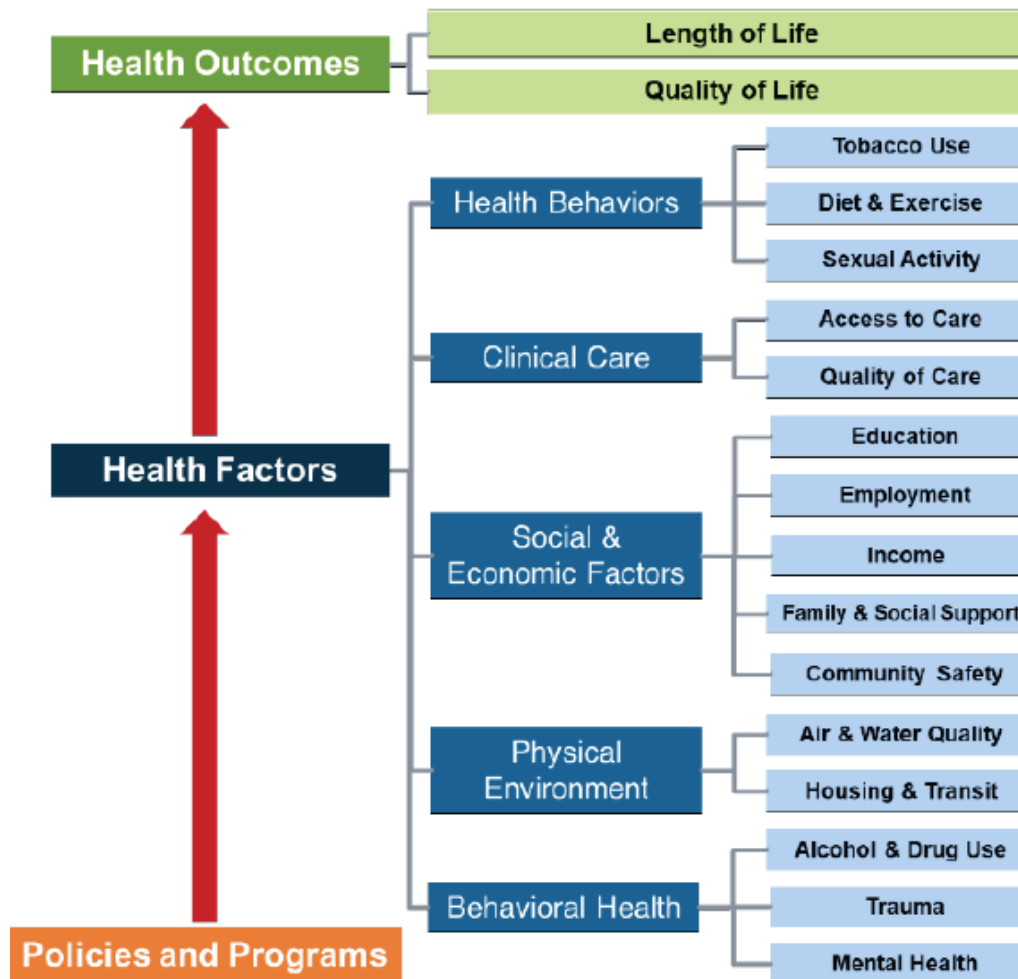 Health Outcomes
Length of Life
Quality of Life
Health Factors
Health Behaviors
Tobacco Use
Diet & Exercise
Sexual Activity
Clinical Care
Access to Care
Quality of Care
Social &
Economic Factors
Education
Employment
Income
Family & Social Support
Community Safety
Physical
Environment
Air & Water Quality
Housing & Transit
Behavioral Health
Alcohol & Drug Use
Trauma
Mental Health
Policies and Programs